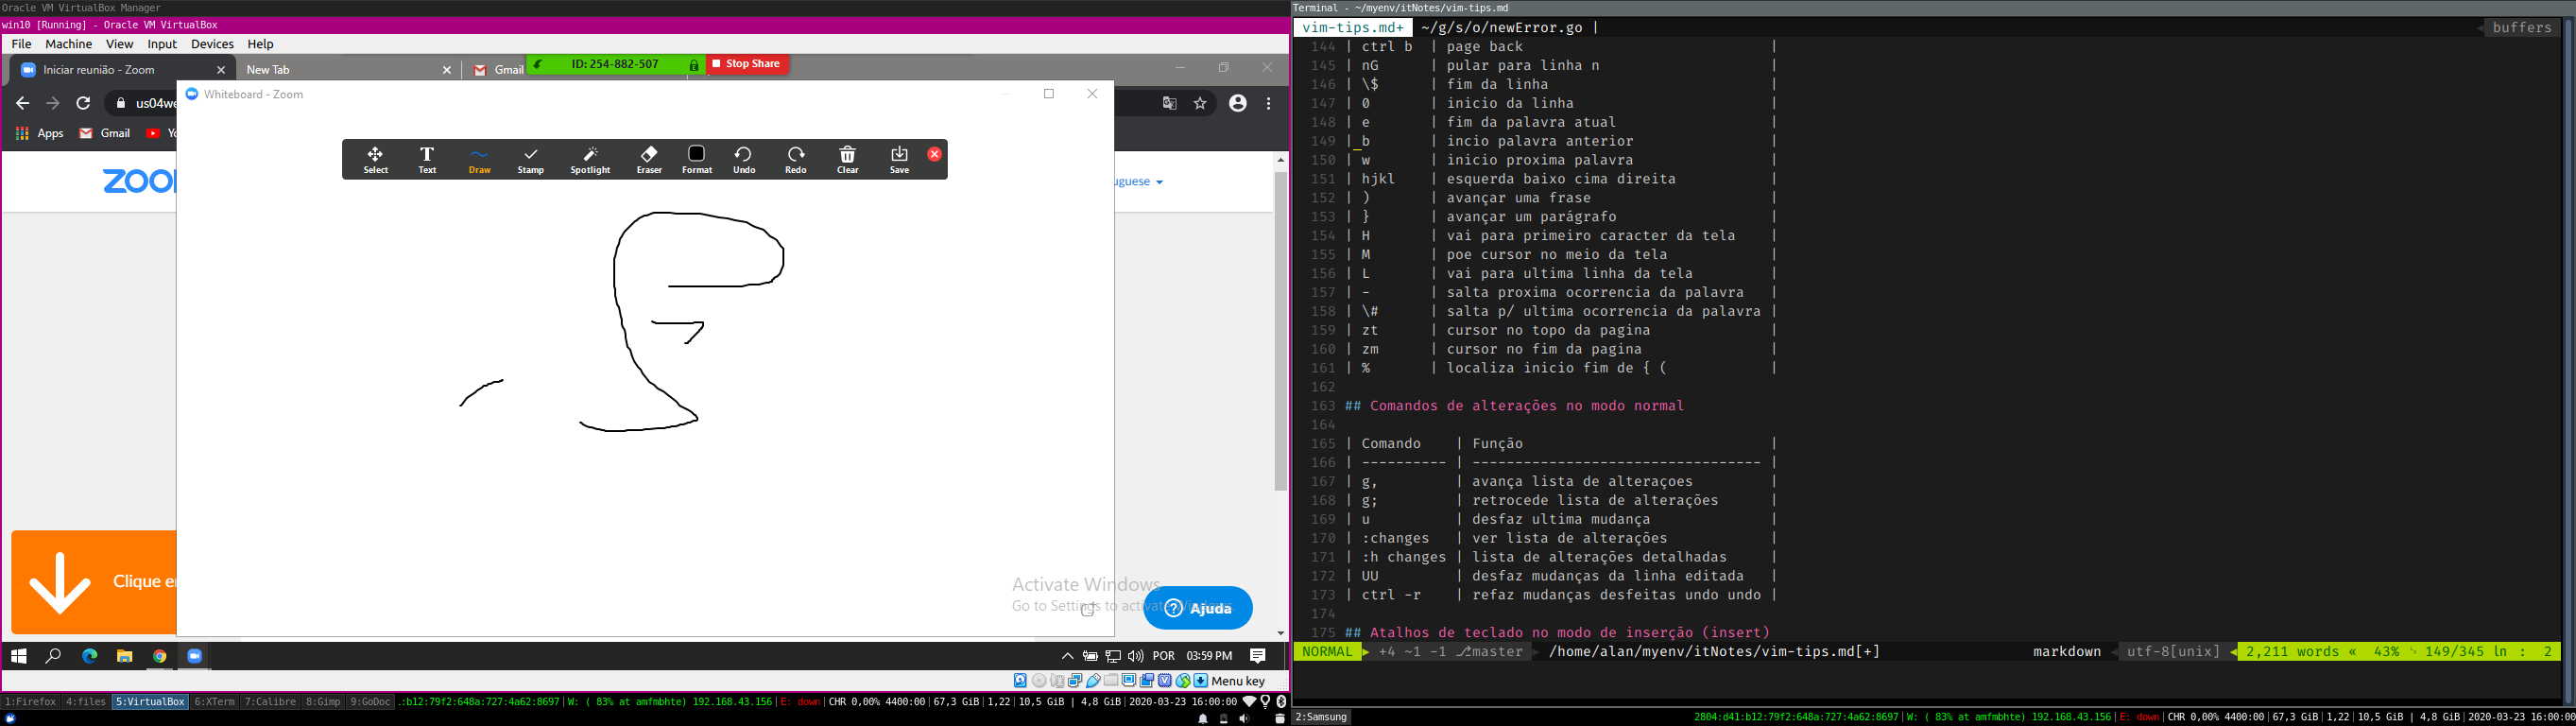 Oracle VM VirtualBox Manager
win10 [Running] - Oracle VM VirtualBox
File Machine View Input Devices Help
Iniciar reunião - Zoom
New Tab
Gmail
ID: 254-882-507
Stop Share
us04we
Whiteboard - Zoom
Apps Gmail
Select Text Draw Stamp Spotlight Eraser Format Undo Redo Clear Save
uguese
Clique e
Activate Windows
Go to Settings to activate Windows.
Ajuda
POR 03:59 PM
Menu key
1:Firefox 4:files 5:VirtualBox 6:XTerm 7:Calibre 8:Gimp 9:GoDoc .:b12:79f2:648a:727:4a62:8697|W: ( 83% at amfmbhte) 192.168.43.156|E: down|CHR 0,00% 4400:00|67,3 GiB|1,22|10,5 GiB | 4,8 GiB|2020-03-23 16:00:00
Terminal - ~/myenv/itNotes/vim-tips.md
vim-tips.md+ ~/g/s/o/newError.go | buffers
144 | ctrl b | page back |
145 | nG | pular para linha n |
146 | \$ | fim da linha |
147 | 0 | inicio da linha |
148 | e | fim da palavra atual |
149 |_b | incio palavra anterior |
150 | w | inicio proxima palavra |
151 | hjkl | esquerda baixo cima direita |
152 | ) | avançar uma frase |
153 | } | avançar um parágrafo |
154 | H | vai para primeiro caracter da tela |
155 | M | poe cursor no meio da tela |
156 | L | vai para ultima linha da tela |
157 | - | salta proxima ocorrencia da palavra |
158 | \# | salta p/ ultima ocorrencia da palavra |
159 | zt | cursor no topo da pagina |
160 | zm | cursor no fim da pagina |
161 | % | localiza inicio fim de { ( |
162
163 ## Comandos de alterações no modo normal
164
165 | Comando | Função |
166 | ---------- | ---------------------------------- |
167 | g, | avança lista de alteraçoes |
168 | g; | retrocede lista de alterações |
169 | u | desfaz ultima mudança |
170 | :changes | ver lista de alterações |
171 | :h changes | lista de alterações detalhadas |
172 | UU | desfaz mudanças da linha editada |
173 | ctrl -r | refaz mudanças desfeitas undo undo |
174
175 ## Atalhos de teclado no modo de inserção (insert)
NORMAL +4 ~1 -1 master /home/alan/myenv/itNotes/vim-tips.md[+] markdown utf-8[unix] 2,211 words « 43% 149/345 ln : 2
2:Samsung 2804:d41:b12:79f2:648a:727:4a62:8697|W: ( 83% at amfmbhte) 192.168.43.156|E: down|CHR 0,00% 4400:00|67,3 GiB|1,22|10,5 GiB | 4,8 GiB|2020-03-23 16:00:00